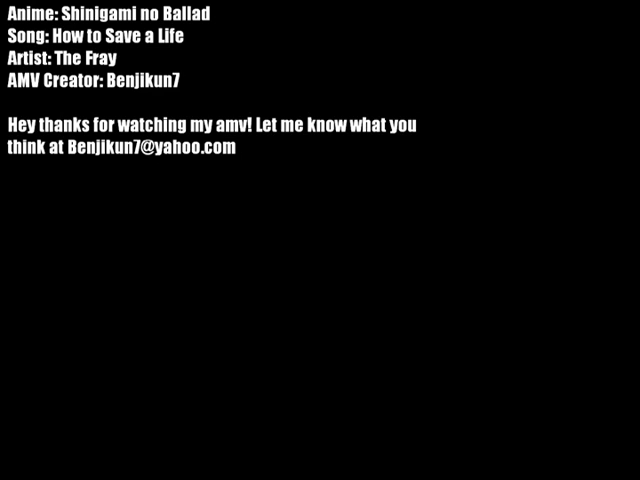 Anime: Shinigami no Ballad
Song: How to Save a Life
Artist: The Fray
AMV Creator: Benjikun7
Hey thanks for watching my amv! Let me know what you
think at Benjikun7@yahoo.com